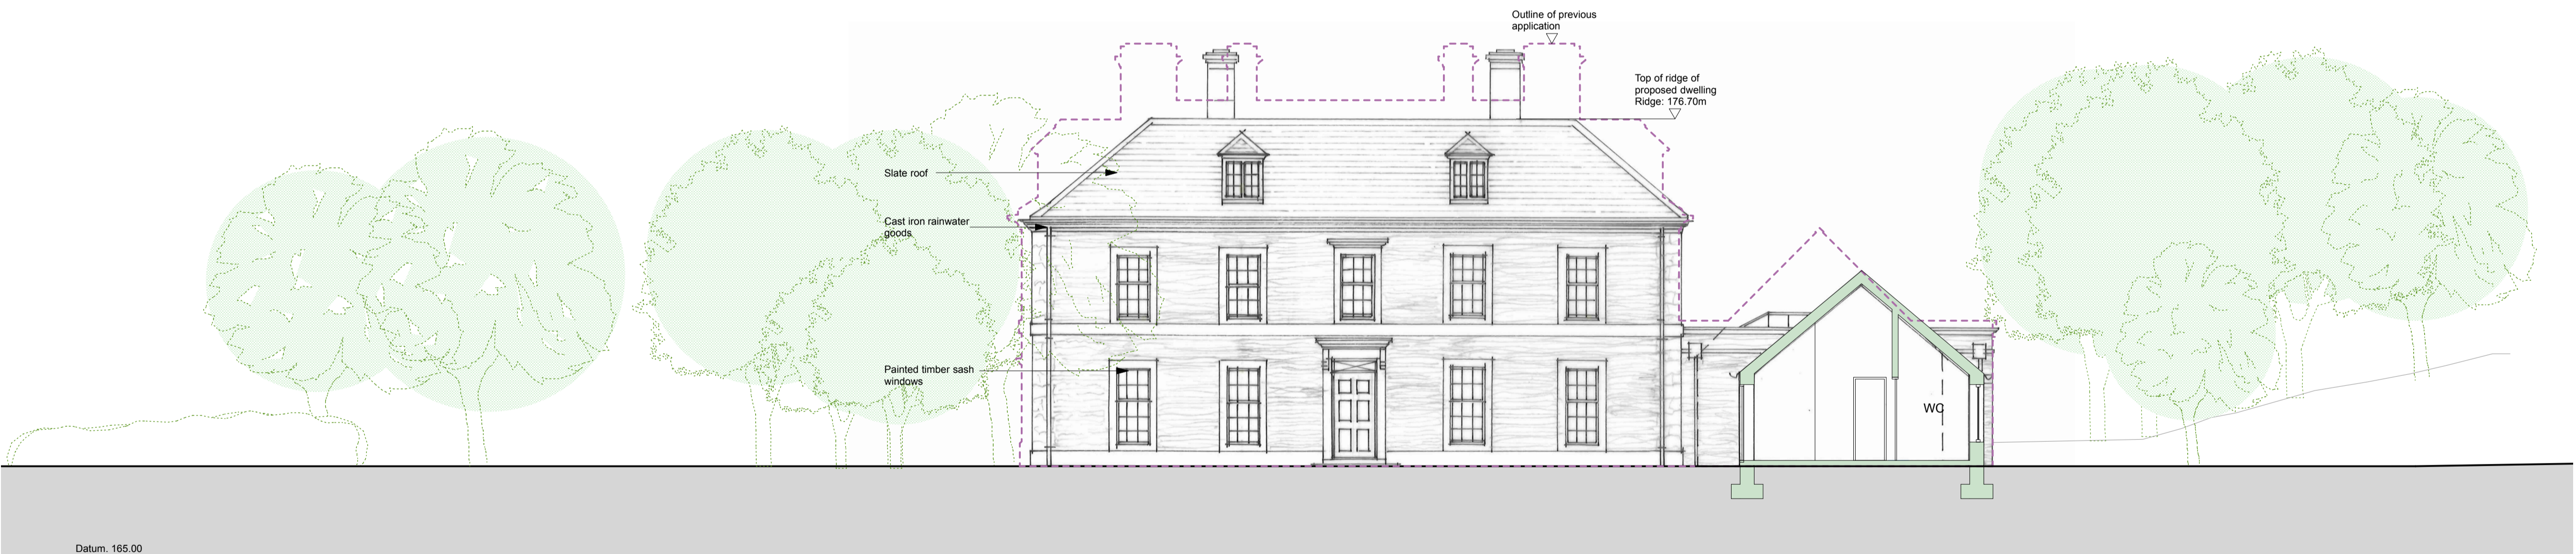 Outline of previous
application
Top of ridge of
proposed dwelling
Ridge: 176.70m
Slate roof
Cast iron rainwater
goods
Painted timber sash
windows
WC
Datum. 165.00